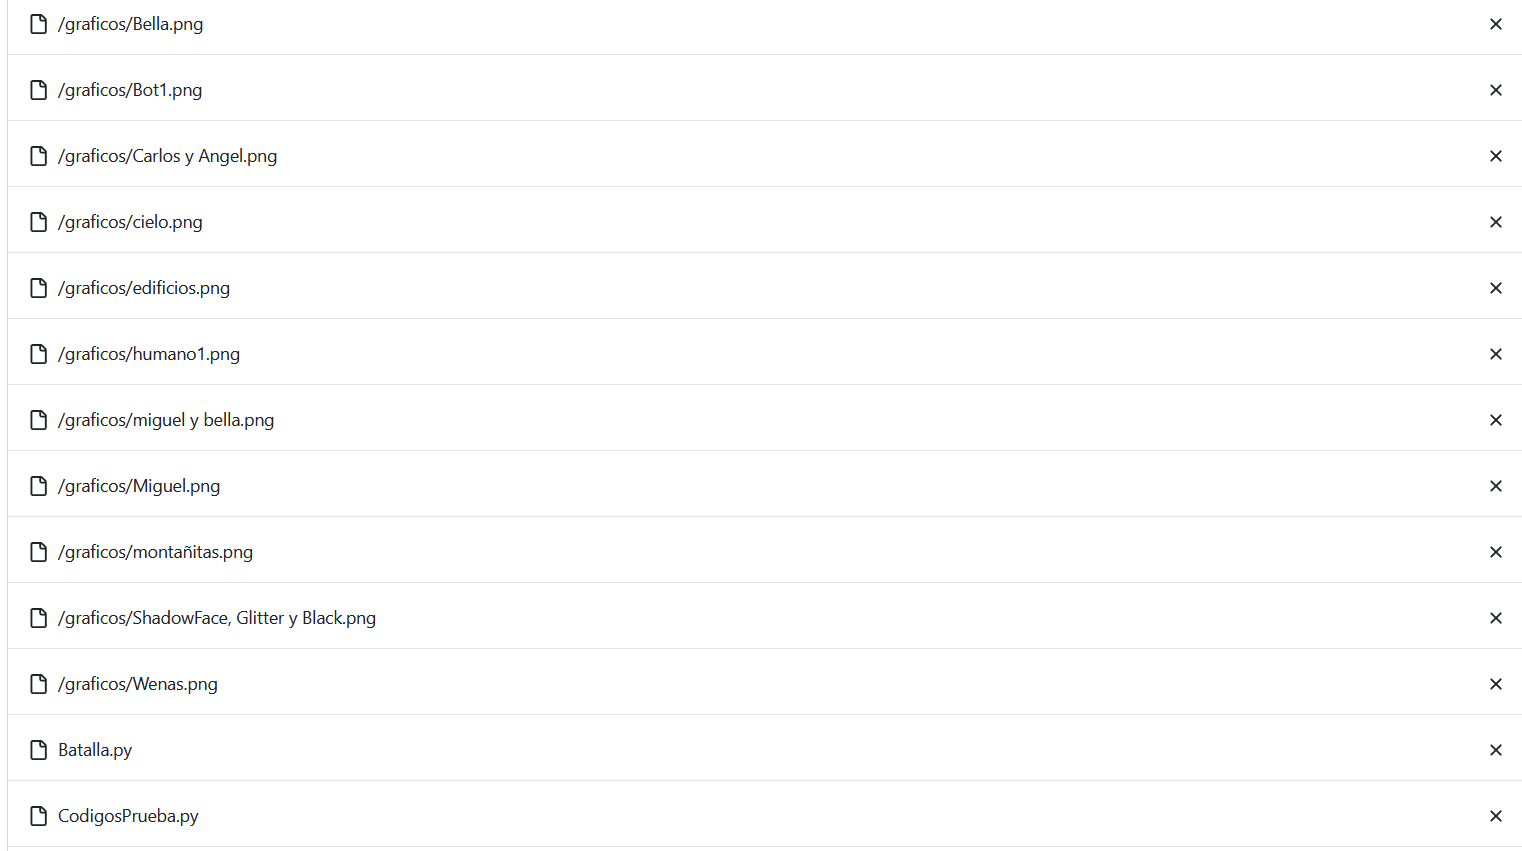 /graficos/Bella.png
/graficos/Bot1.png
/graficos/Carlos y Angel.png
/graficos/cielo.png
/graficos/edificios.png
/graficos/humano1.png
/graficos/miguel y bella.png
/graficos/Miguel.png
/graficos/montañitas.png
/graficos/ShadowFace, Glitter y Black.png
/graficos/Wenas.png
Batalla.py
CodigosPrueba.py